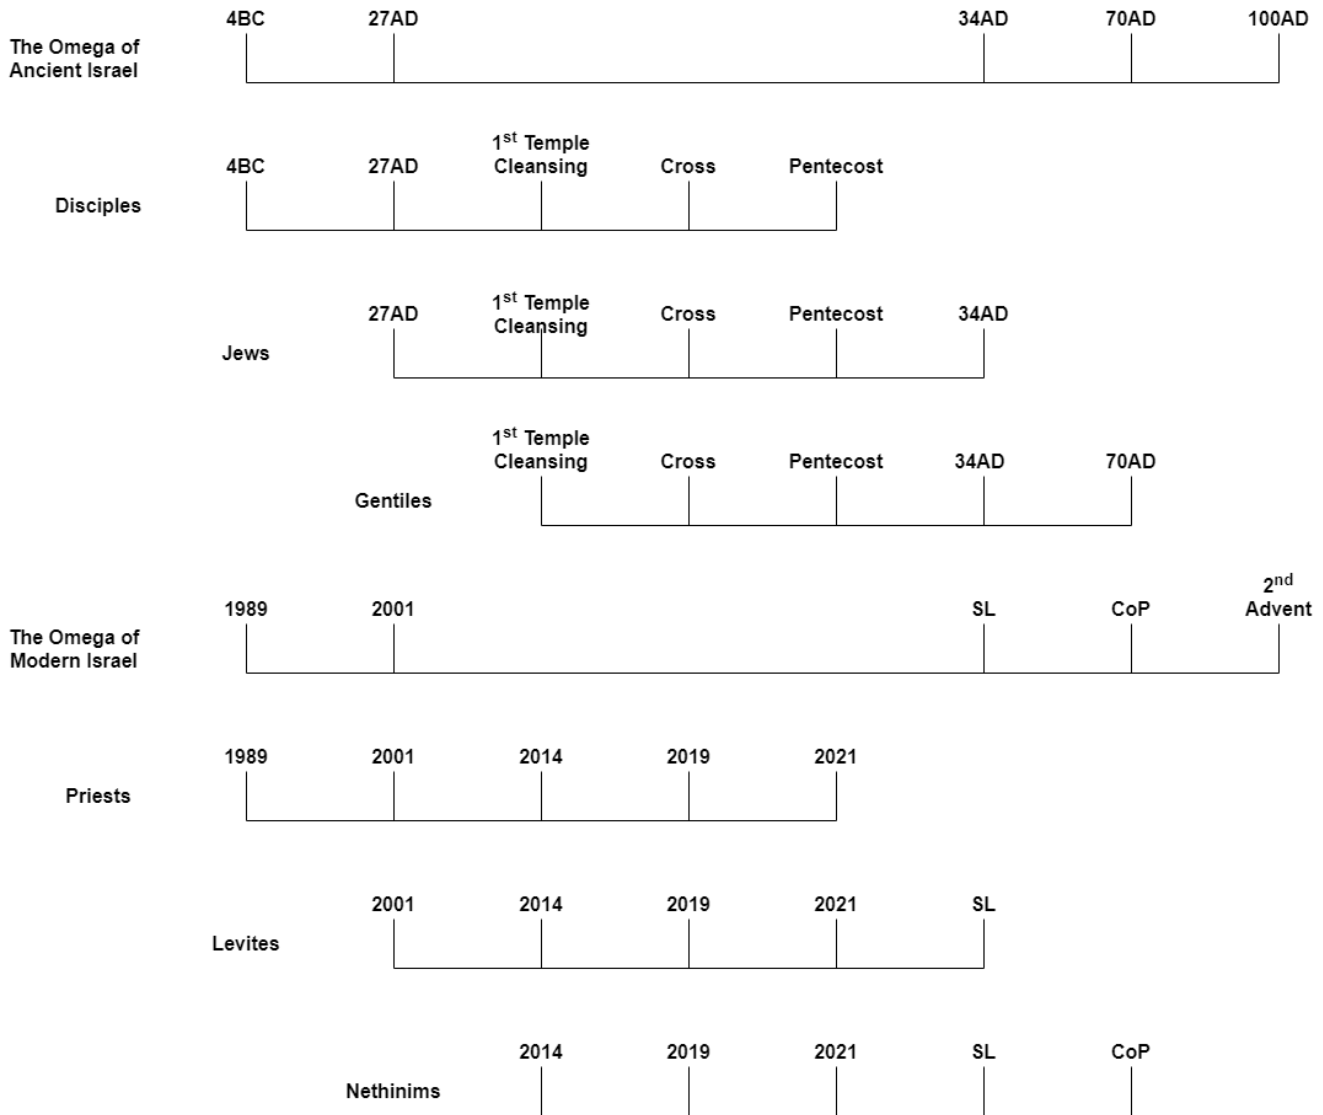 4BC 27AD 34AD 70AD 100AD
The Omega of
Ancient Israel
1st Temple
4BC 27AD Cleansing Cross Pentecost
Disciples
1st Temple
27AD Cleansing Cross Pentecost 34AD
Jews
1st Temple
Cleansing Cross Pentecost 34AD 70AD
Gentiles
2nd
1989 2001 SL CoP Advent
The Omega of
Modern Israel
1989 2001 2014 2019 2021
Priests
2001 2014 2019 2021 SL
Levites
2014 2019 2021 SL CoP
Nethinims